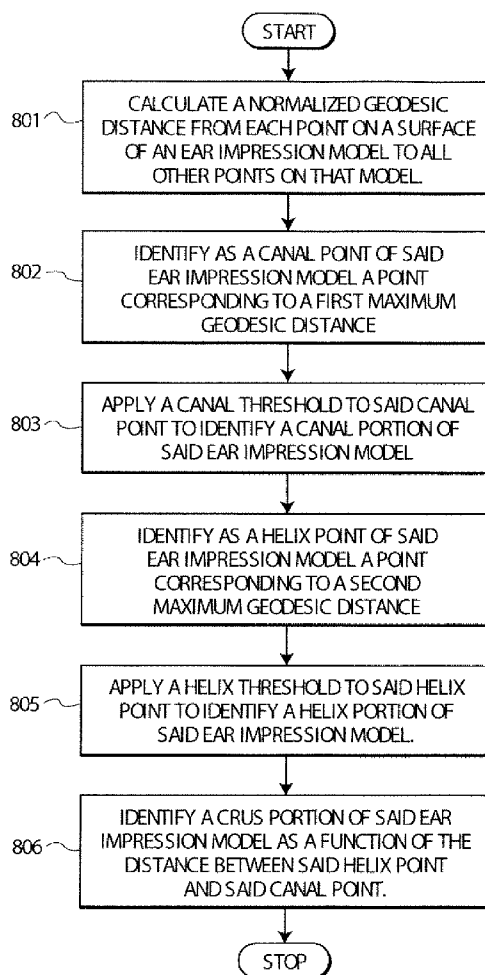 START
801
CALCULATE A NORMALIZED GEODESIC
DISTANCE FROM EACH POINT ON A SURFACE
OF AN EAR IMPRESSION MODEL TO ALL
OTHER POINTS ON THAT MODEL.
802
IDENTIFY AS A CANAL POINT OF SAID
EAR IMPRESSION MODEL A POINT
CORRESPONDING TO A FIRST MAXIMUM
GEODESIC DISTANCE
803
APPLY A CANAL THRESHOLD TO SAID CANAL
POINT TO IDENTIFY A CANAL PORTION OF
SAID EAR IMPRESSION MODEL
804
IDENTIFY AS A HELIX POINT OF SAID
EAR IMPRESSION MODEL A POINT
CORRESPONDING TO A SECOND
MAXIMUM GEODESIC DISTANCE
805
APPLY A HELIX THRESHOLD TO SAID HELIX
POINT TO IDENTIFY A HELIX PORTION OF
SAID EAR IMPRESSION MODEL.
806
IDENTIFY A CRUS PORTION OF SAID EAR
IMPRESSION MODEL AS A FUNCTION OF THE
DISTANCE BETWEEN SAID HELIX POINT
AND SAID CANAL POINT.
STOP